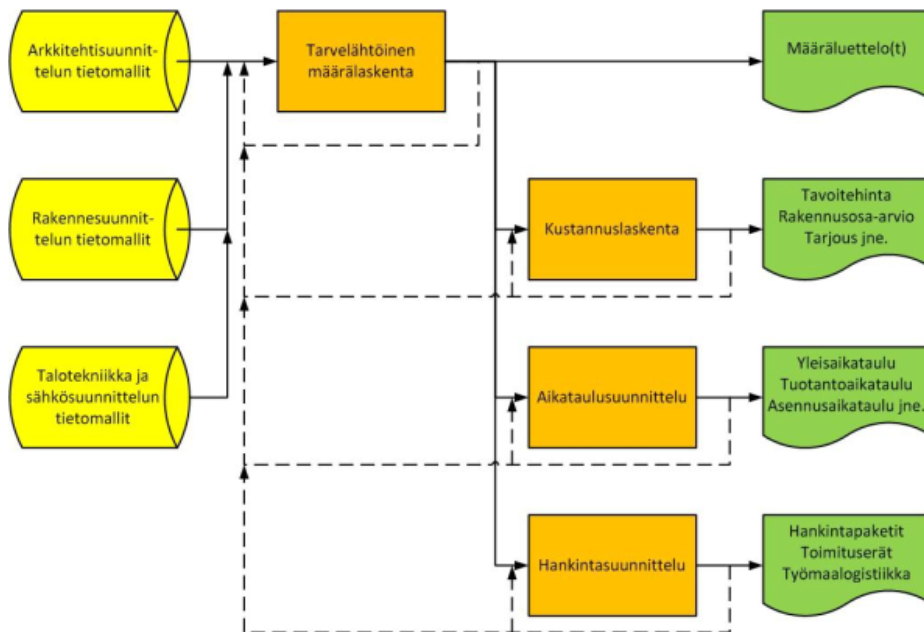 Arkkitehtisuunnit-
telun tietomallit
Tarvelähtöinen
määrälaskenta
Määräluettelo(t)
Rakennesuunnit-
telun tietomallit
Kustannuslaskenta
Tavoitehinta
Rakennusosa-arvio
Tarjous jne.
Talotekniikka ja
sähkösuunnittelun
tietomallit
Aikataulusuunnittelu
Yleisaikataulu
Tuotantoaikataulu
Asennusaikataulu jne.
Hankintasuunnittelu
Hankintapaketit
Toimituserät
Työmaalogistiikka